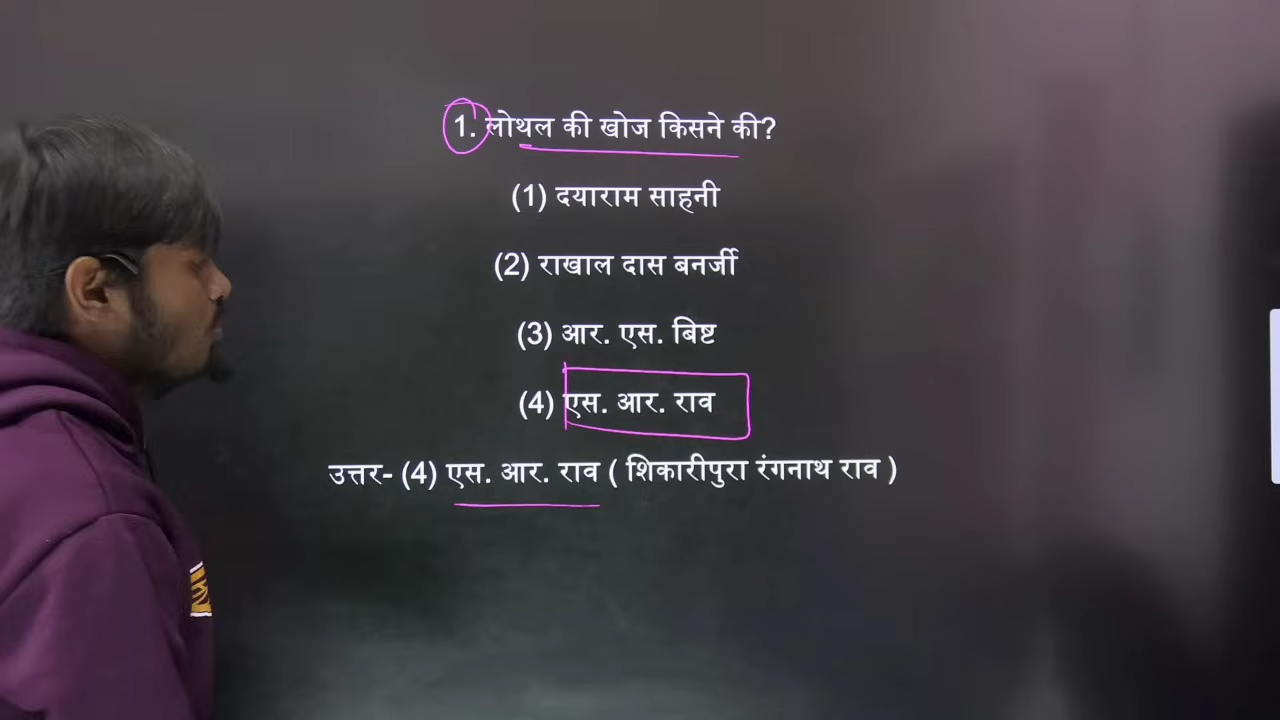 1. लोथल की खोज किसने की?
(1) दयाराम साहनी
(2) राखाल दास बनर्जी
(3) आर. एस. बिष्ट
(4) एस. आर. राव
उत्तर- (4) एस. आर. राव ( शिकारीपुरा रंगनाथ राव )